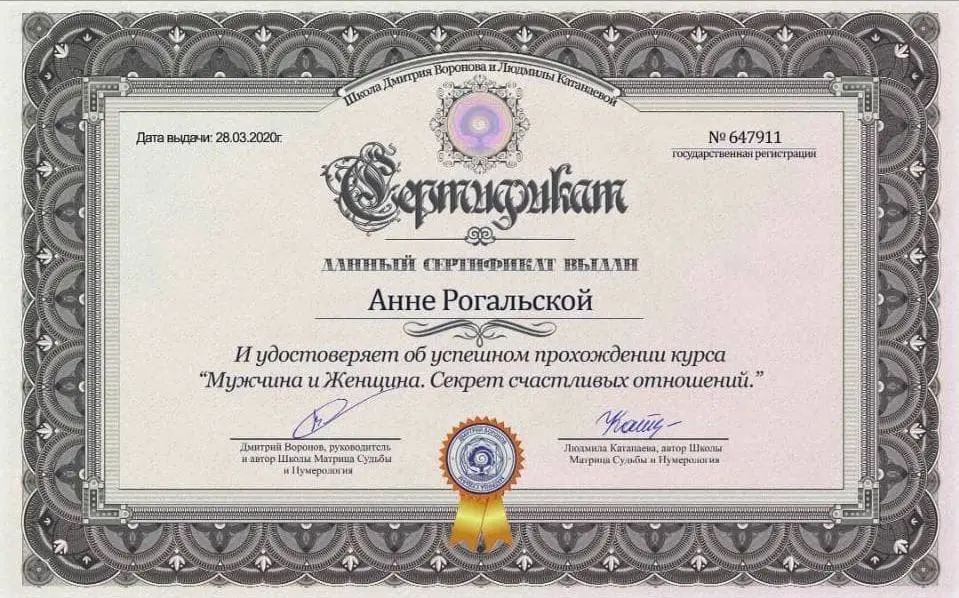 Школа Дмитрия Воронова и Людмилы Катанаевой
Дата выдачи: 28.03.2020г.
№ 647911
государственная регистрация
Сертификат
ДАННЫЙ СЕРТИФИКАТ ВЫДАН
Анне Рогальской
И удостоверяет об успешном прохождении курса
“Мужчина и Женщина. Секрет счастливых отношений.”
Дмитрий Воронов, руководитель
и автор Школы Матрица Судьбы
и Нумерология
Людмила Катанаева, автор Школы
Матрица Судьбы и Нумерология